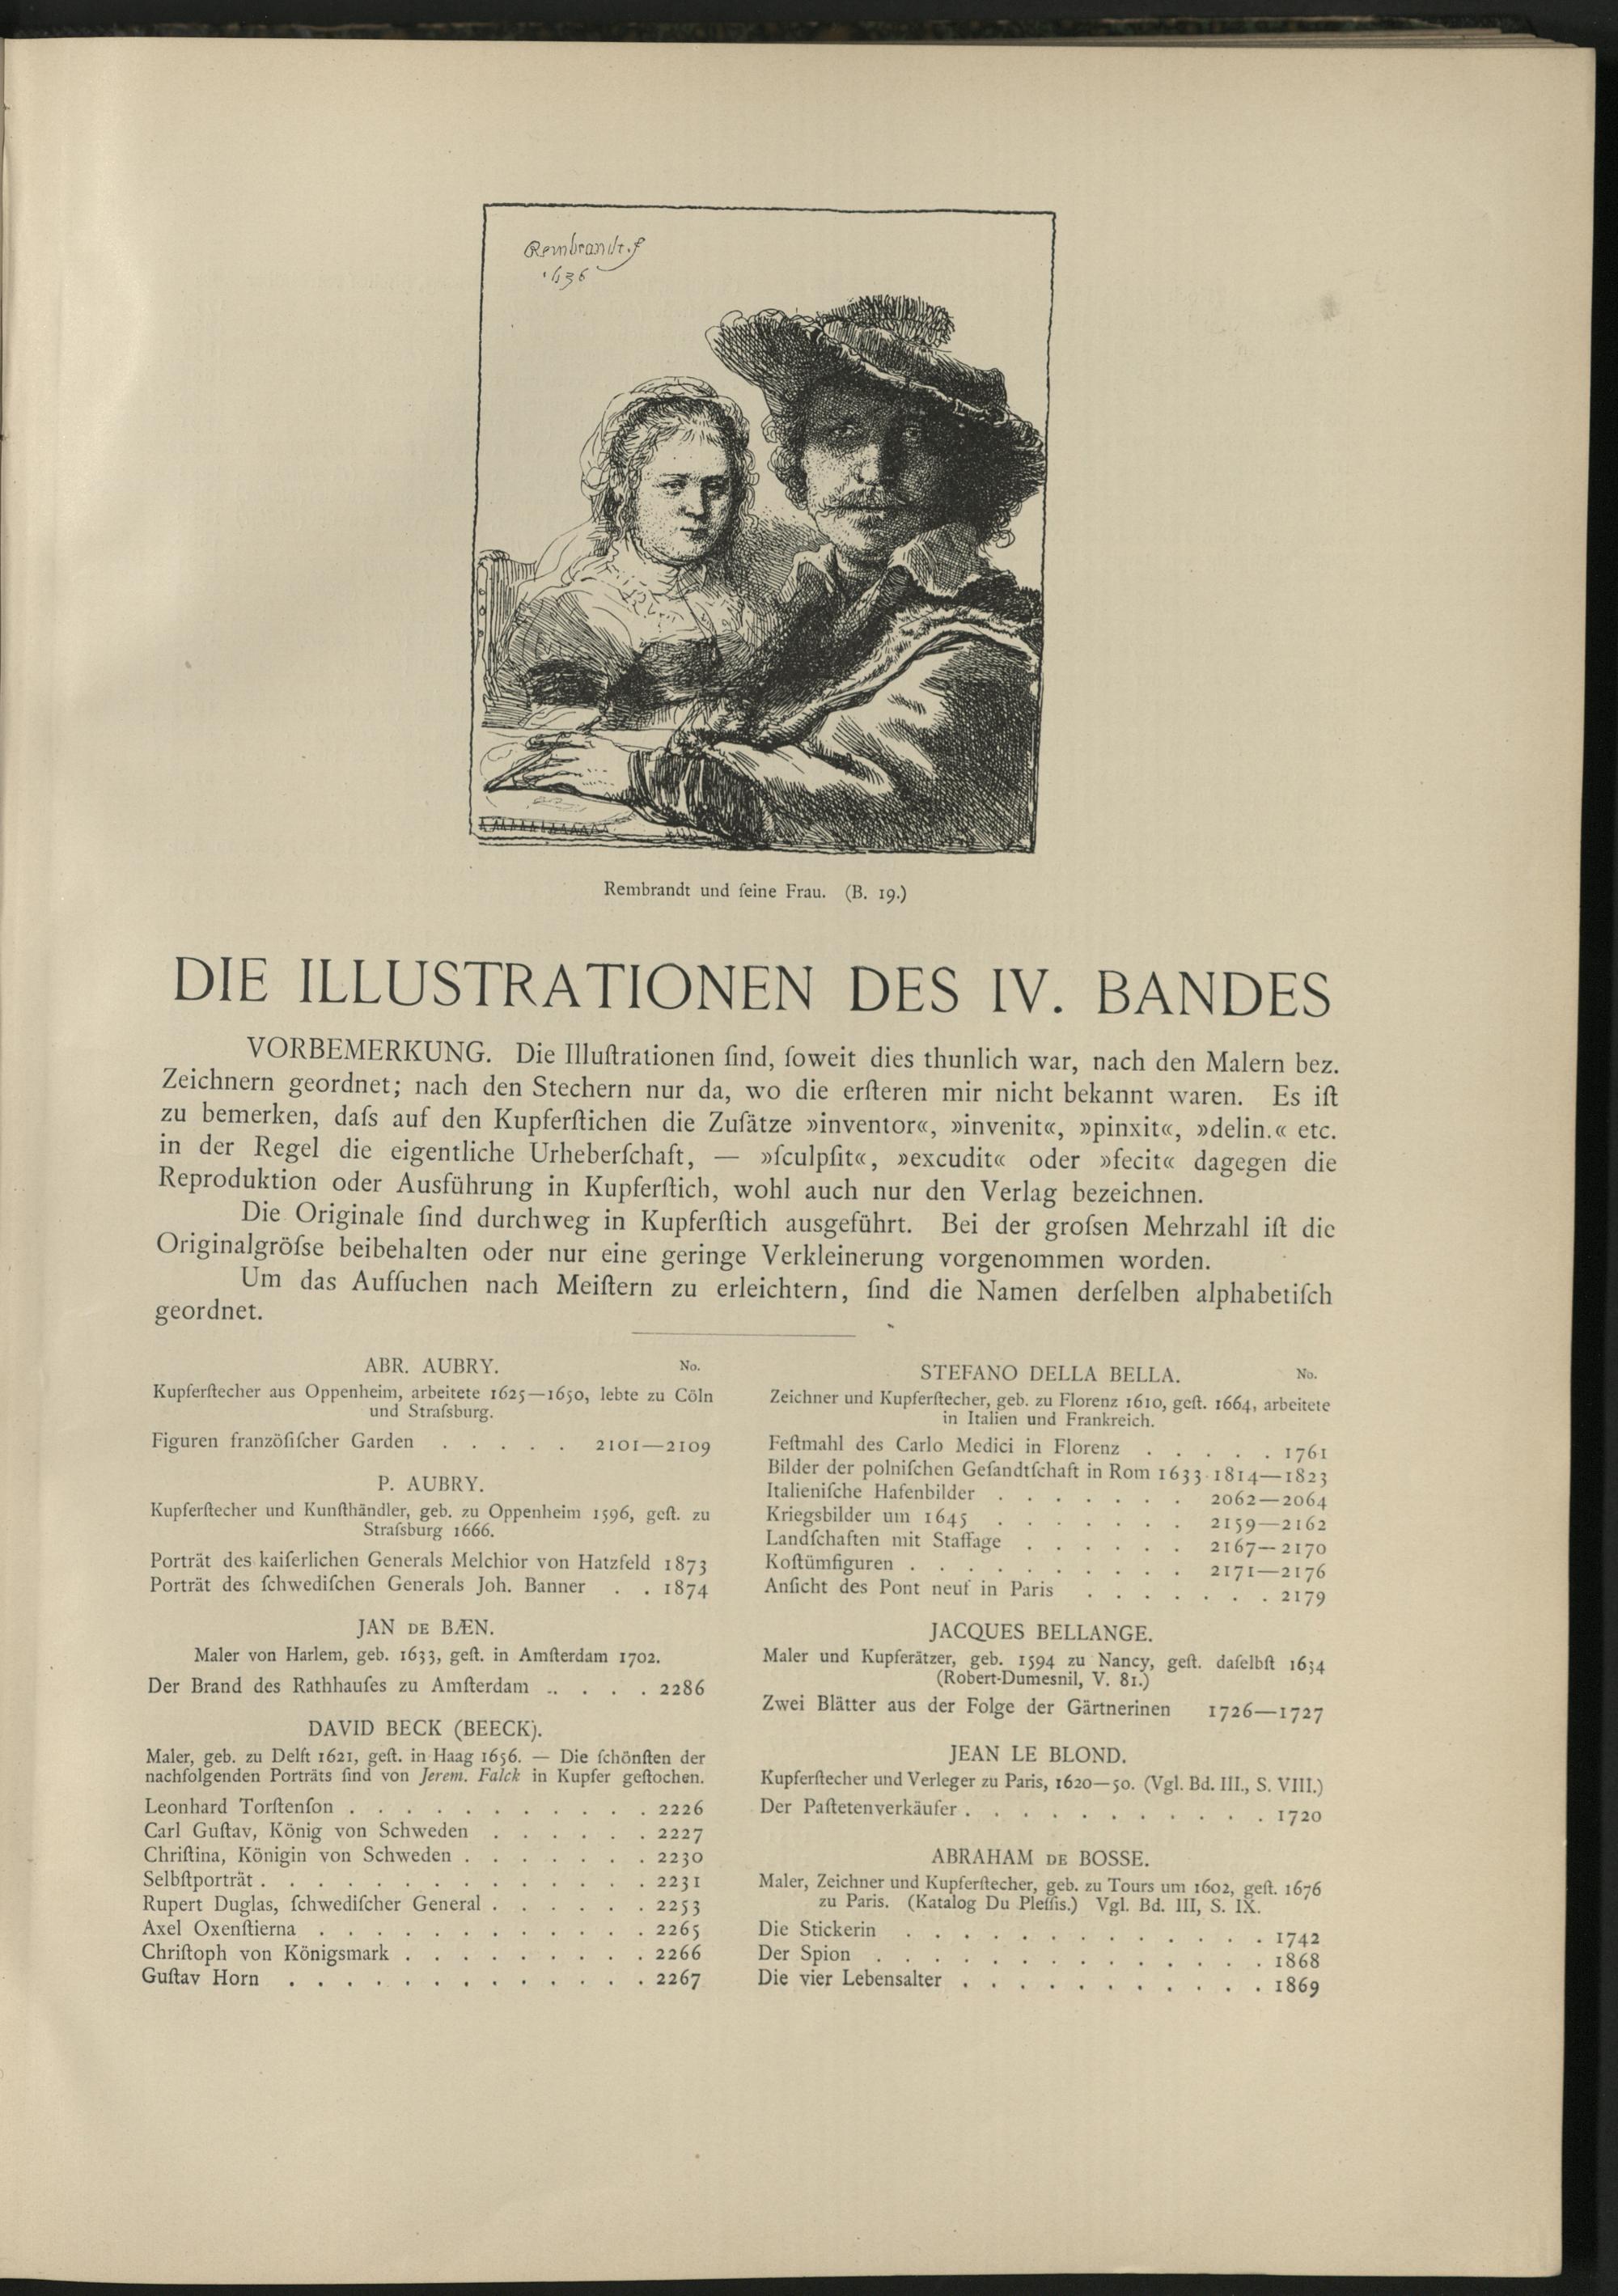 Rembrandt. f
1636
Rembrandt und ſeine Frau. (B. 19.)
DIE ILLUSTRATIONEN DES IV. BANDES
VORBEMERKUNG. Die Illuſtrationen ſind, ſoweit dies thunlich war, nach den Malern bez.
Zeichnern geordnet; nach den Stechern nur da, wo die erſteren mir nicht bekannt waren. Es iſt
zu bemerken, daſs auf den Kupferſtichen die Zuſätze »inventor«, »invenit«, »pinxit«, »delin.« etc.
in der Regel die eigentliche Urheberſchaft, — »ſculpſit«, »excudit« oder »fecit« dagegen die
Reproduktion oder Ausführung in Kupferſtich, wohl auch nur den Verlag bezeichnen.
Die Originale ſind durchweg in Kupferſtich ausgeführt. Bei der groſsen Mehrzahl iſt die
Originalgröſse beibehalten oder nur eine geringe Verkleinerung vorgenommen worden.
Um das Auffuchen nach Meiſtern zu erleichtern, ſind die Namen derſelben alphabetiſch
geordnet.
ABR. AUBRY. No.
Kupferſtecher aus Oppenheim, arbeitete 1625—1650, lebte zu Cöln
und Straſsburg.
Figuren franzöſiſcher Garden . . . . . 2101—2109
P. AUBRY.
Kupferſtecher und Kunſthändler, geb. zu Oppenheim 1596, geſt. zu
Straſsburg 1666.
Porträt des kaiſerlichen Generals Melchior von Hatzfeld 1873
Porträt des ſchwediſchen Generals Joh. Banner . . 1874
JAN DE BÆN.
Maler von Harlem, geb. 1633, geſt. in Amſterdam 1702.
Der Brand des Rathhauſes zu Amſterdam . . . . . 2286
DAVID BECK (BEECK).
Maler, geb. zu Delft 1621, geſt. in Haag 1656. — Die ſchönſten der
nachfolgenden Porträts ſind von Jerem. Falck in Kupfer geſtochen.
Leonhard Torſtenſon . . . . . . . . . . . 2226
Carl Guſtav, König von Schweden . . . . . . 2227
Chriſtina, Königin von Schweden . . . . . . . 2230
Selbſtporträt . . . . . . . . . . . . . . 2231
Rupert Duglas, ſchwediſcher General . . . . . . 2253
Axel Oxenſtierna . . . . . . . . . . . . 2265
Chriſtoph von Königsmark . . . . . . . . . 2266
Guſtav Horn . . . . . . . . . . . . . 2267
STEFANO DELLA BELLA. No.
Zeichner und Kupferſtecher, geb. zu Florenz 1610, geſt. 1664, arbeitete
in Italien und Frankreich.
Feſtmahl des Carlo Medici in Florenz . . . . . 1761
Bilder der polniſchen Geſandtſchaft in Rom 1633 1814—1823
Italieniſche Hafenbilder . . . . . . . 2062—2064
Kriegsbilder um 1645 . . . . . . . 2159—2162
Landſchaften mit Staffage . . . . . . 2167—2170
Koſtümfiguren . . . . . . . . . . 2171—2176
Anſicht des Pont neuf in Paris . . . . . . . 2179
JACQUES BELLANGE.
Maler und Kupferätzer, geb. 1594 zu Nancy, geſt. daſelbſt 1634
(Robert-Dumesnil, V. 81.)
Zwei Blätter aus der Folge der Gärtnerinen 1726—1727
JEAN LE BLOND.
Kupferſtecher und Verleger zu Paris, 1620—50. (Vgl. Bd. III., S. VIII.)
Der Paſtetenverkäufer . . . . . . . . . . . 1720
ABRAHAM DE BOSSE.
Maler, Zeichner und Kupferſtecher, geb. zu Tours um 1602, geſt. 1676
zu Paris. (Katalog Du Pleſſis.) Vgl. Bd. III, S. IX.
Die Stickerin . . . . . . . . . . . . . 1742
Der Spion . . . . . . . . . . . . . . 1868
Die vier Lebensalter . . . . . . . . . . . 1869